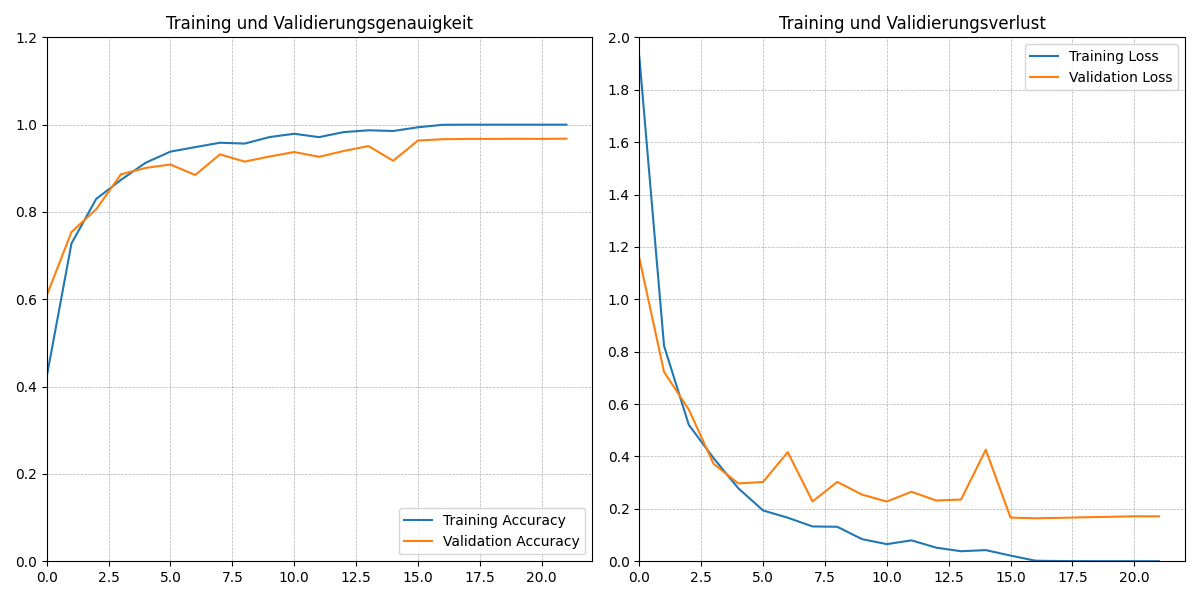 Training und Validierungsgenauigkeit
1.2
1.0
0.8
0.6
0.4
0.2
0.0
0.0 2.5 5.0 7.5 10.0 12.5 15.0 17.5 20.0
Training Accuracy
Validation Accuracy
Training und Validierungsverlust
2.0
1.8
1.6
1.4
1.2
1.0
0.8
0.6
0.4
0.2
0.0
0.0 2.5 5.0 7.5 10.0 12.5 15.0 17.5 20.0
Training Loss
Validation Loss